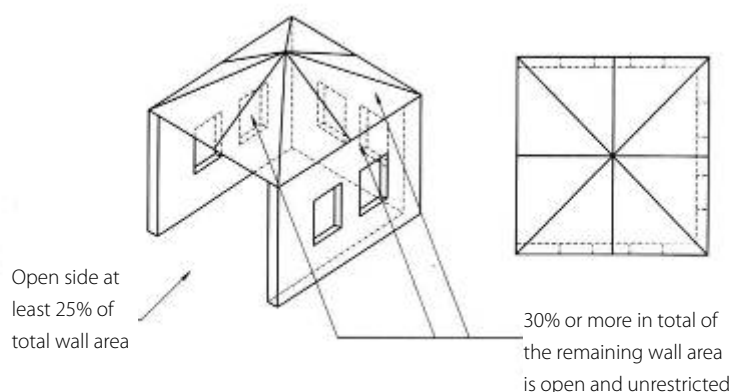 Open side at
least 25% of
total wall area
30% or more in total of
the remaining wall area
is open and unrestricted